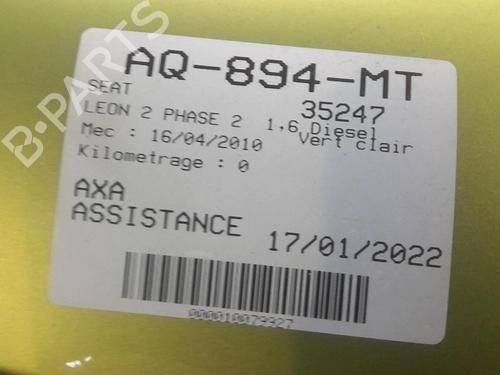 AQ-894-MT
SEAT 35247
LEON 2 PHASE 2 1,6 Diesel
Mec : 16/04/2010 Vert clair
Kilometrage : 0
AXA
ASSISTANCE 17/01/2022
000010079927
B-PARTS